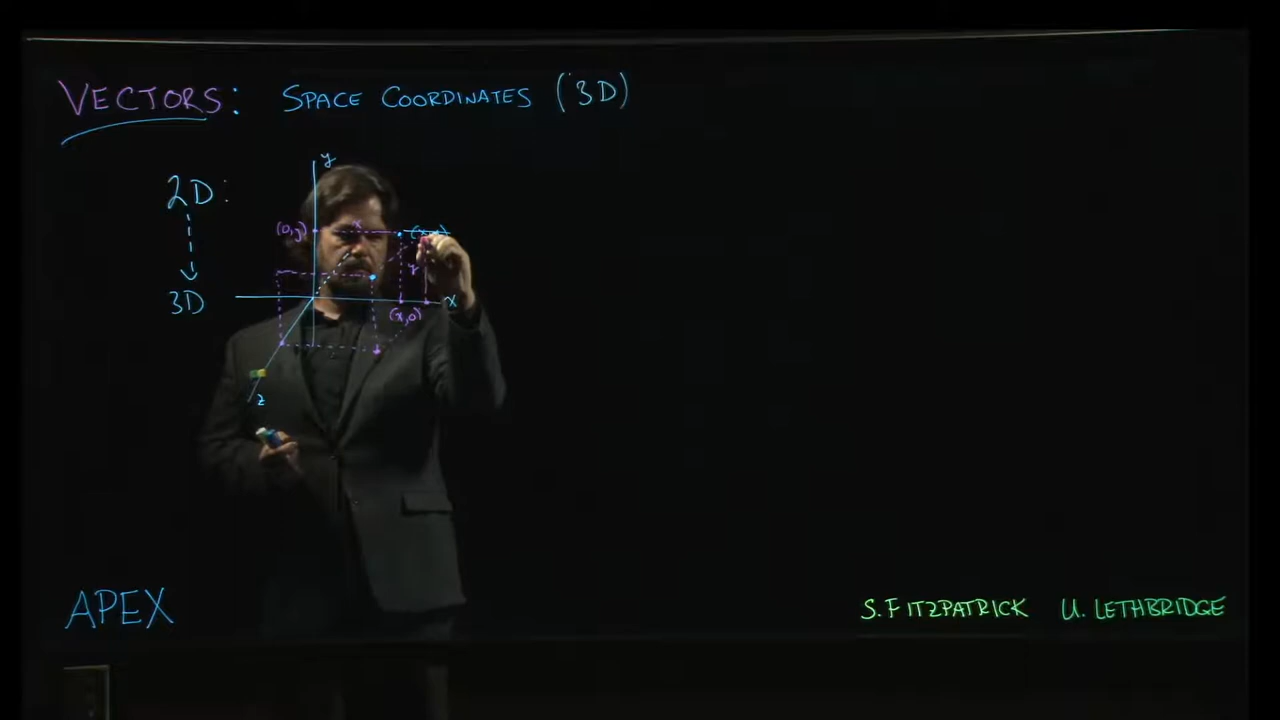 VECTORS: SPACE COORDINATES (3D)
y
2D:
(0,y) x
y
3D x
(x,0)
z
APEX
S. FITZPATRICK U. LETHBRIDGE